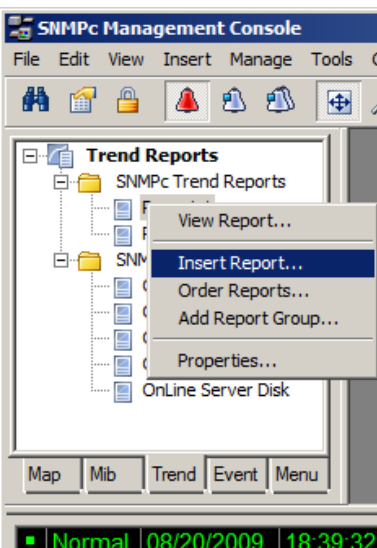 SNMPc Management Console
File Edit View Insert Manage Tools
Trend Reports
SNMPc Trend Reports
View Report...
Insert Report...
Order Reports...
Add Report Group...
Properties...
OnLine Server Disk
Map Mib Trend Event Menu
Normal 08/20/2009 18:39:32